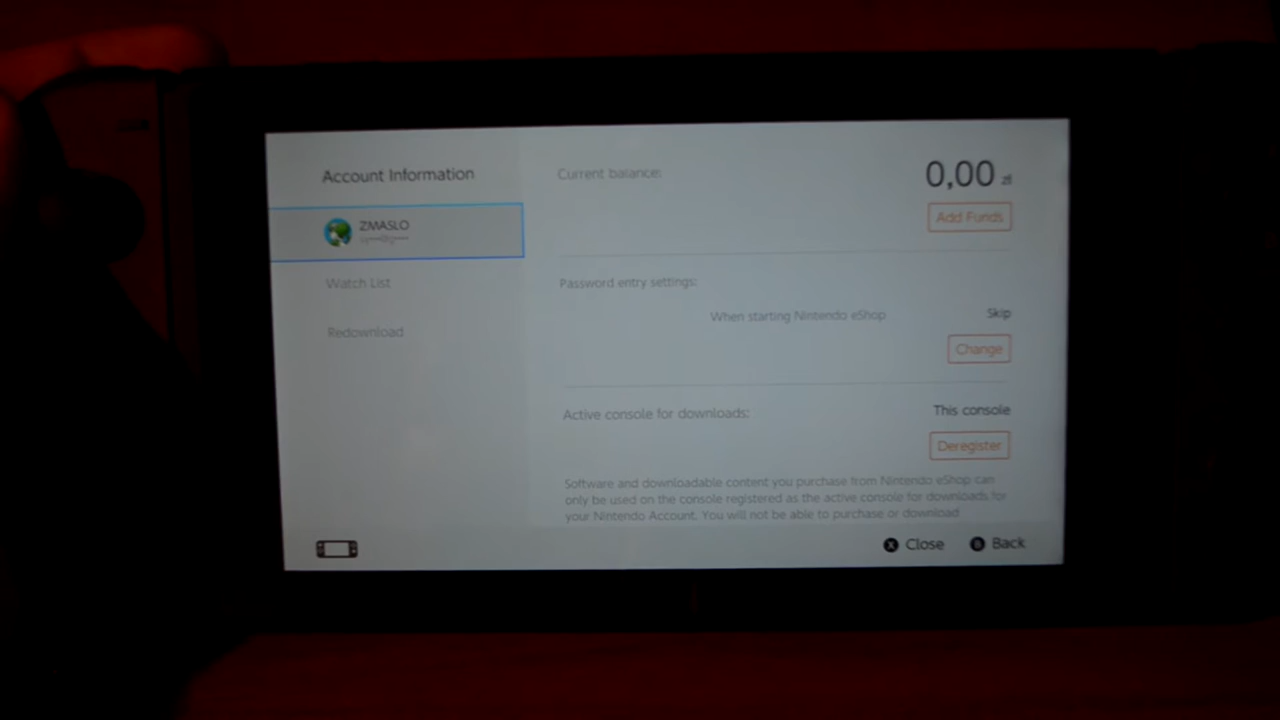 Account Information
ZMASLO
Watch List
Redownload
Current balance:
0,00 zł
Add Funds
Password entry settings:
When starting Nintendo eShop
Skip
Change
Active console for downloads:
This console
Deregister
Software and downloadable content you purchase from Nintendo eShop can
only be used on the console registered as the active console for downloads for
your Nintendo Account. You will not be able to purchase or download
X Close
B Back